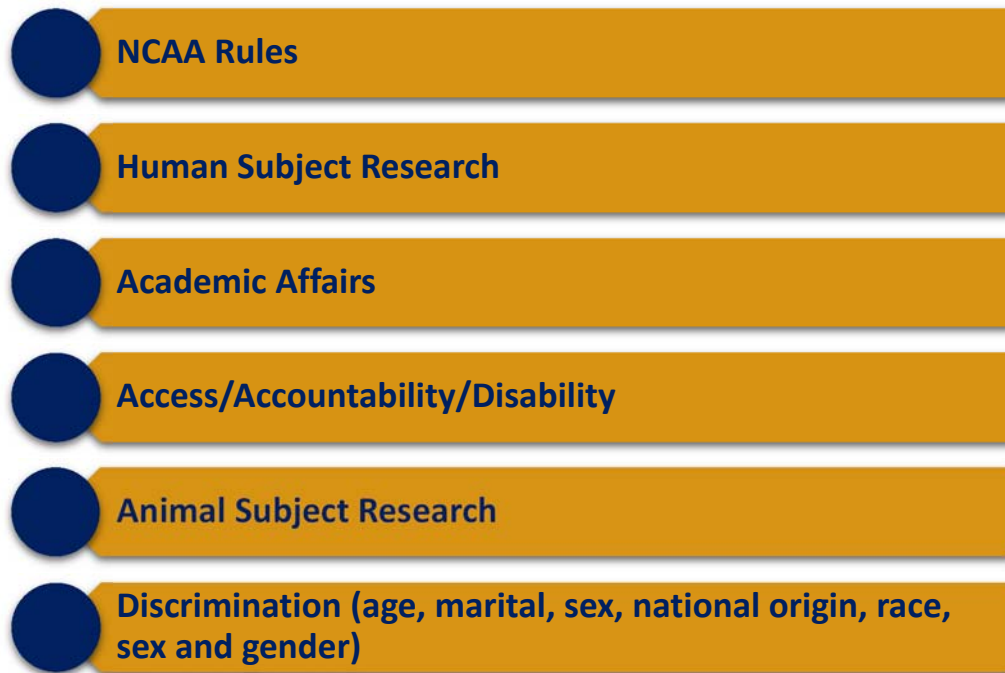 NCAA Rules
Human Subject Research
Academic Affairs
Access/Accountability/Disability
Animal Subject Research
Discrimination (age, marital, sex, national origin, race,
sex and gender)